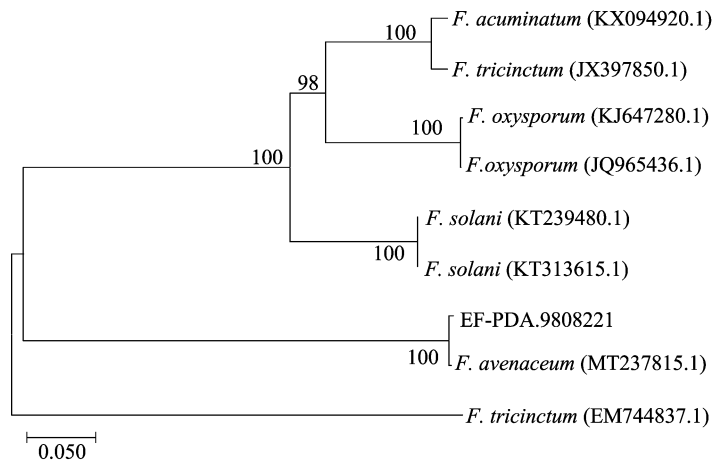 F. acuminatum (KX094920.1)
100
F. tricinctum (JX397850.1)
98
F. oxysporum (KJ647280.1)
100
F.oxysporum (JQ965436.1)
100
F. solani (KT239480.1)
100
F. solani (KT313615.1)
EF-PDA.9808221
100
F. avenaceum (MT237815.1)
F. tricinctum (EM744837.1)
0.050